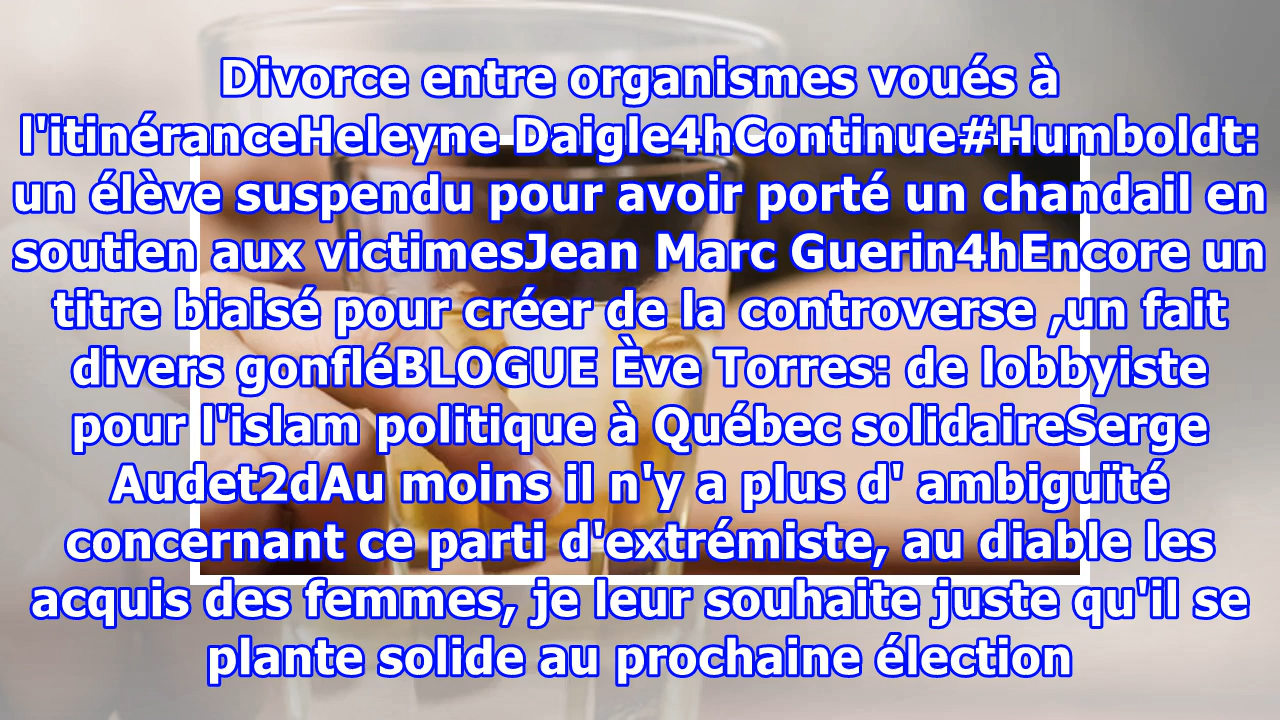 Divorce entre organismes voués à
l'itinéranceHeleyne Daigle4hContinue#Humboldt:
un élève suspendu pour avoir porté un chandail en
soutien aux victimesJean Marc Guerin4hEncore un
titre biaisé pour créer de la controverse ,un fait
divers gonfléBLOGUE Ève Torres: de lobbyiste
pour l'islam politique à Québec solidaireSerge
Audet2dAu moins il n'y a plus d' ambiguïté
concernant ce parti d'extrémiste, au diable les
acquis des femmes, je leur souhaite juste qu'il se
plante solide au prochaine élection